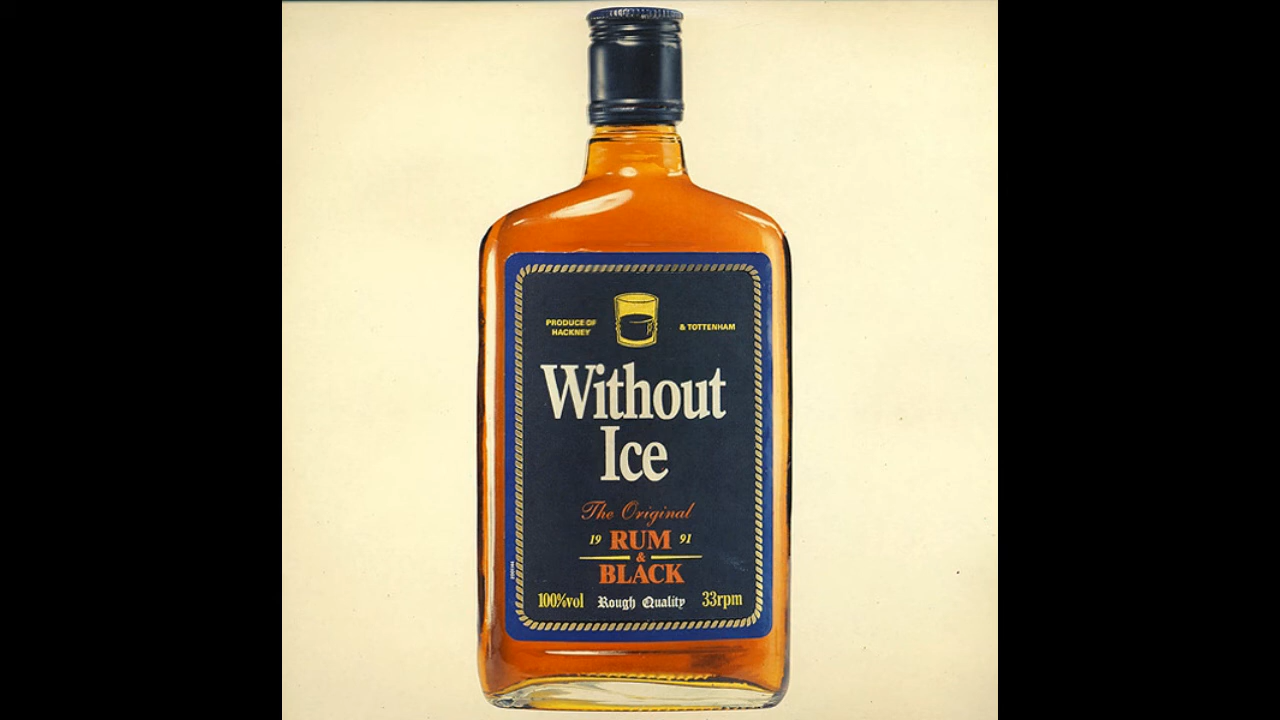 PRODUCE OF
HACKNEY
& TOTTENHAM
Without
Ice
The Original
19 RUM 91
&
BLACK
100%vol Rough Quality 33rpm